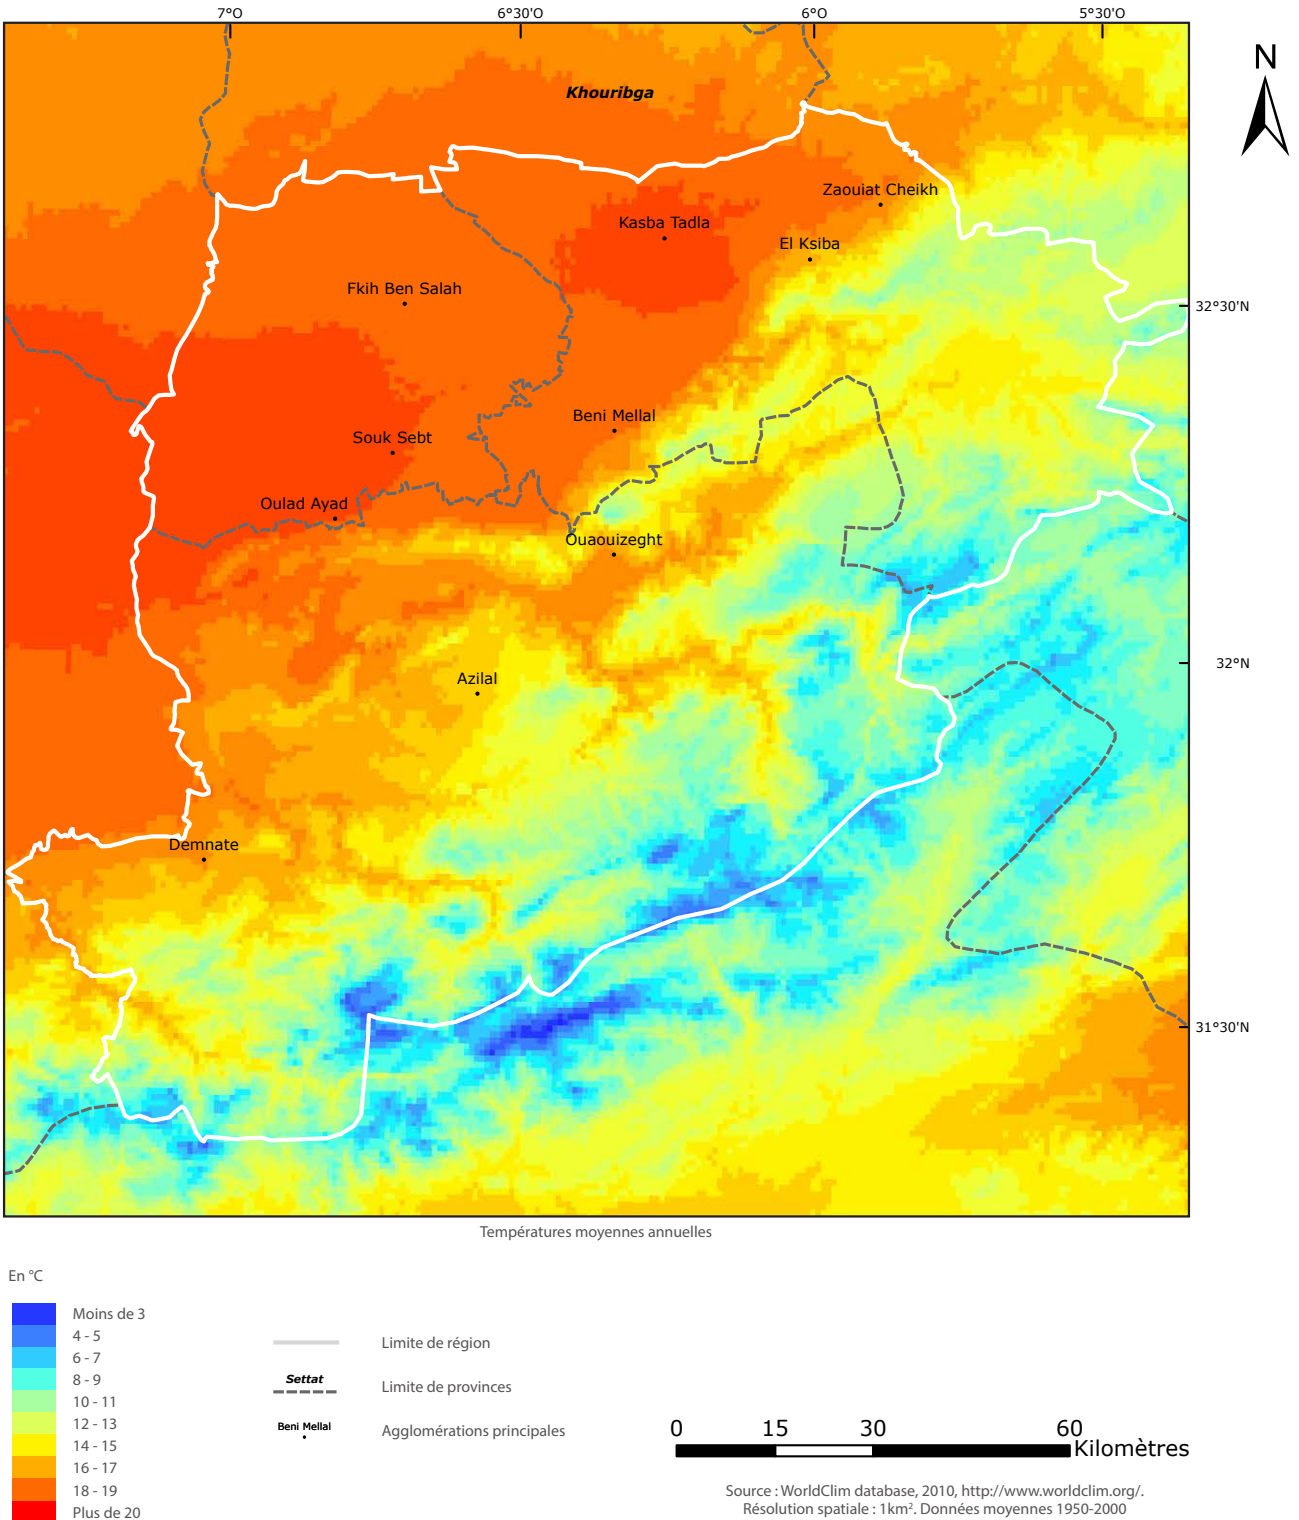 7°O 6°30'O 6°O 5°30'O
N
Khouribga
Zaouiat Cheikh
Kasba Tadla
El Ksiba
Fkih Ben Salah
32°30'N
Beni Mellal
Souk Sebt
Oulad Ayad
Ouaouizeght
32°N
Azilal
Demnate
31°30'N
Températures moyennes annuelles
En °C
Moins de 3
4 - 5
6 - 7
8 - 9
10 - 11
12 - 13
14 - 15
16 - 17
18 - 19
Plus de 20
Limite de région
Settat
Limite de provinces
Beni Mellal
Agglomérations principales
0 15 30 60
Kilomètres
Source : WorldClim database, 2010, http://www.worldclim.org/.
Résolution spatiale : 1km². Données moyennes 1950-2000